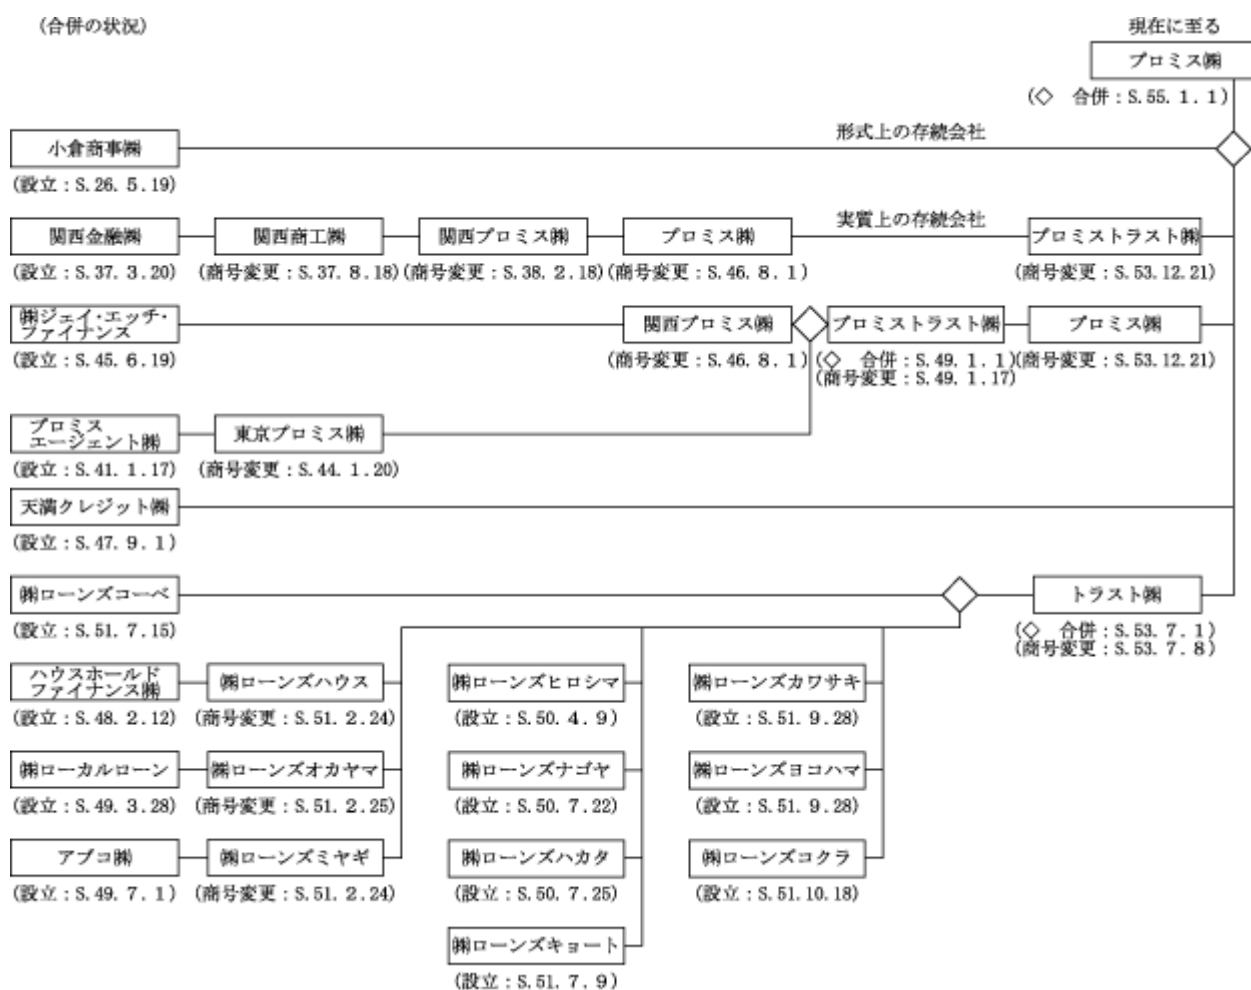 (合併の状況)
現在に至る
プロミス㈱
(◇ 合併：S.55. 1. 1)
形式上の存続会社
小倉商事㈱
(設立：S.26. 5.19)
実質上の存続会社
関西金融㈱
関西商工㈱
関西プロミス㈱
プロミス㈱
プロミストラスト㈱
(設立：S.37. 3.20)
(商号変更：S.37. 8.18)
(商号変更：S.38. 2.18)
(商号変更：S.46. 8. 1)
(商号変更：S.53.12.21)
㈱ジェイ・エッチ・
ファイナンス
関西プロミス㈱
プロミストラスト㈱
プロミス㈱
(設立：S.45. 6.19)
(商号変更：S.46. 8. 1)
(◇ 合併：S.49. 1. 1)
(商号変更：S.49. 1.17)
(商号変更：S.53.12.21)
プロミス
エージェント㈱
東京プロミス㈱
(設立：S.41. 1.17)
(商号変更：S.44. 1.20)
天満クレジット㈱
(設立：S.47. 9. 1)
㈱ローンズコーベ
トラスト㈱
(設立：S.51. 7.15)
(◇ 合併：S.53. 7. 1)
(商号変更：S.53. 7. 8)
ハウスホールド
ファイナンス㈱
㈱ローンズハウス
㈱ローンズヒロシマ
㈱ローンズカワサキ
(設立：S.48. 2.12)
(商号変更：S.51. 2.24)
(設立：S.50. 4. 9)
(設立：S.51. 9.28)
㈱ローカルローン
㈱ローンズオカヤマ
㈱ローンズナゴヤ
㈱ローンズヨコハマ
(設立：S.49. 3.28)
(商号変更：S.51. 2.25)
(設立：S.50. 7.22)
(設立：S.51. 9.28)
アブコ㈱
㈱ローンズミヤギ
㈱ローンズハカタ
㈱ローンズコクラ
(設立：S.49. 7. 1)
(商号変更：S.51. 2.24)
(設立：S.50. 7.25)
(設立：S.51.10.18)
㈱ローンズキョート
(設立：S.51. 7. 9)